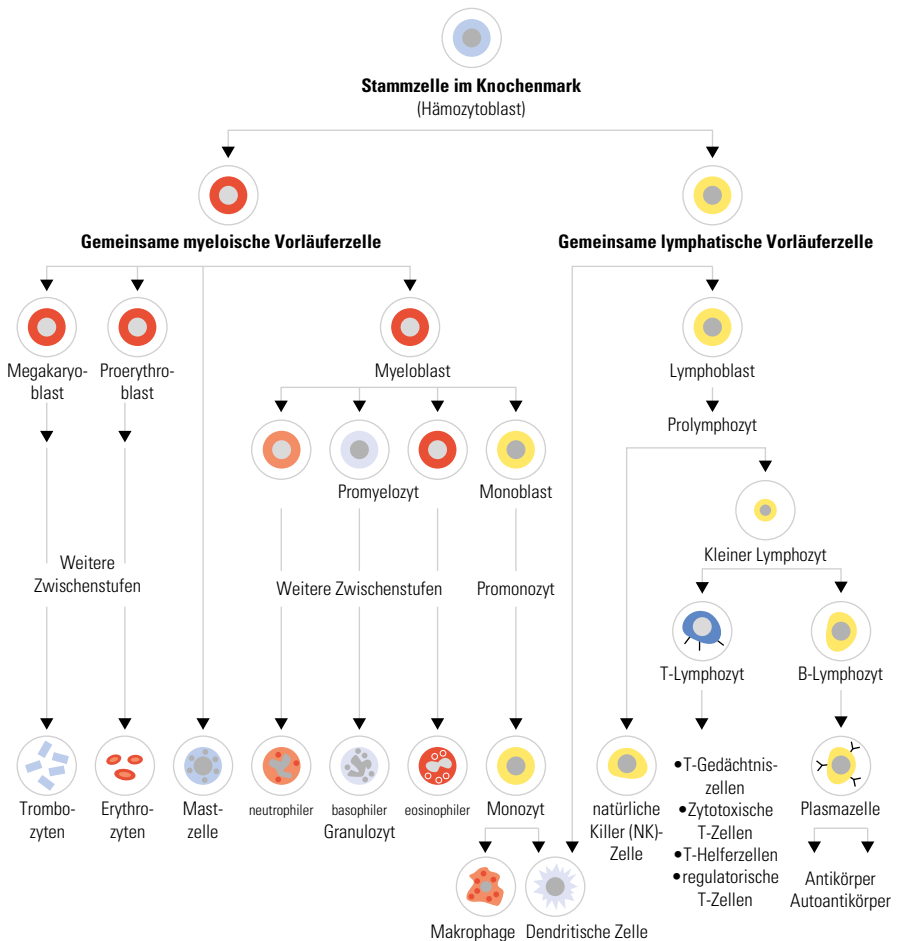 Stammzelle im Knochenmark
(Hämozytoblast)
Gemeinsame myeloische Vorläuferzelle
Gemeinsame lymphatische Vorläuferzelle
Megakaryo-
blast
Proerythro-
blast
Myeloblast
Lymphoblast
Prolymphozyt
Promyelozyt
Monoblast
Kleiner Lymphozyt
Weitere
Zwischenstufen
Weitere Zwischenstufen
Promonozyt
T-Lymphozyt
B-Lymphozyt
Trombo-
zyten
Erythro-
zyten
Mast-
zelle
neutrophiler
basophiler
eosinophiler
Granulozyt
Monozyt
natürliche
Killer (NK)-
Zelle
•T-Gedächtnis-
zellen
•Zytotoxische
T-Zellen
•T-Helferzellen
•regulatorische
T-Zellen
Plasmazelle
Antikörper
Autoantikörper
Makrophage
Dendritische Zelle